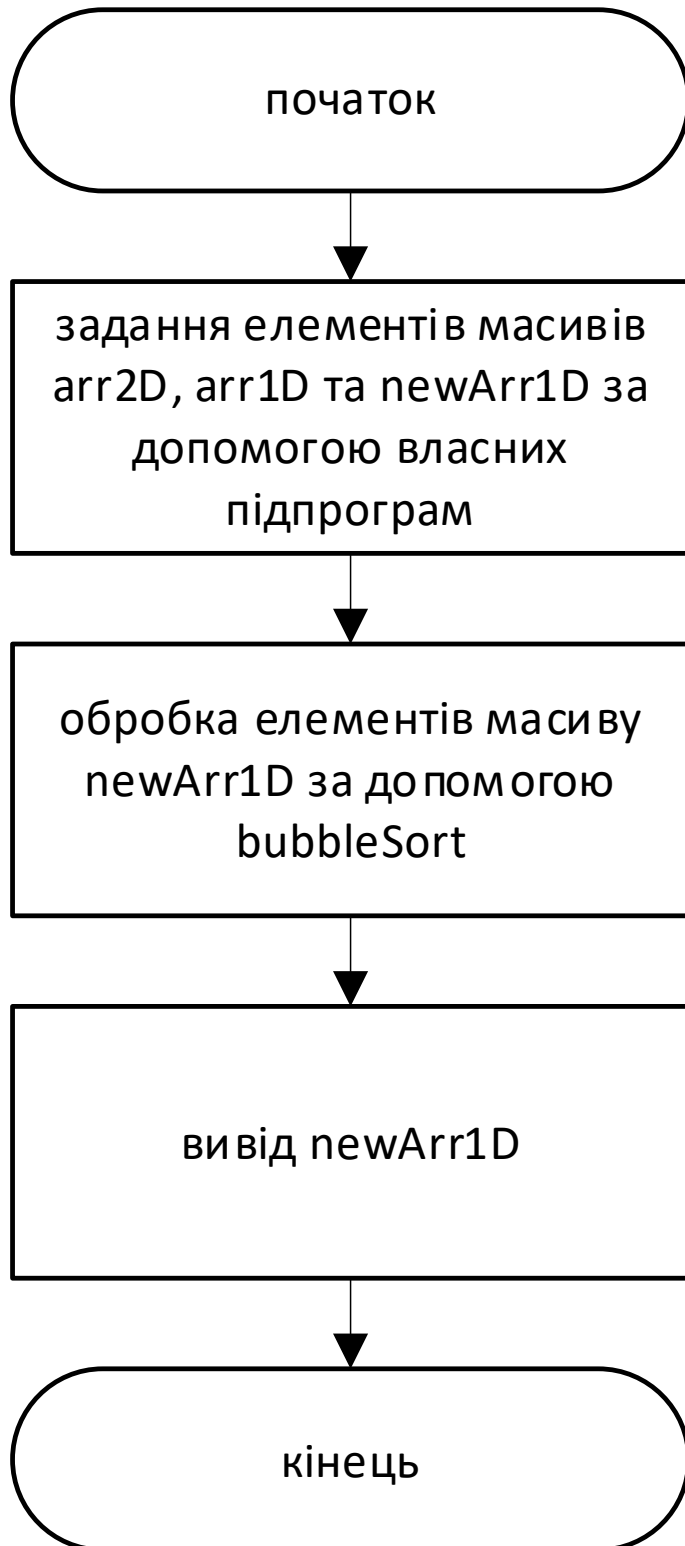 початок
задання елементів масивів
arr2D, arr1D та newArr1D за
допомогою власних
підпрограм
обробка елементів масиву
newArr1D за допомогою
bubbleSort
вивід newArr1D
кінець